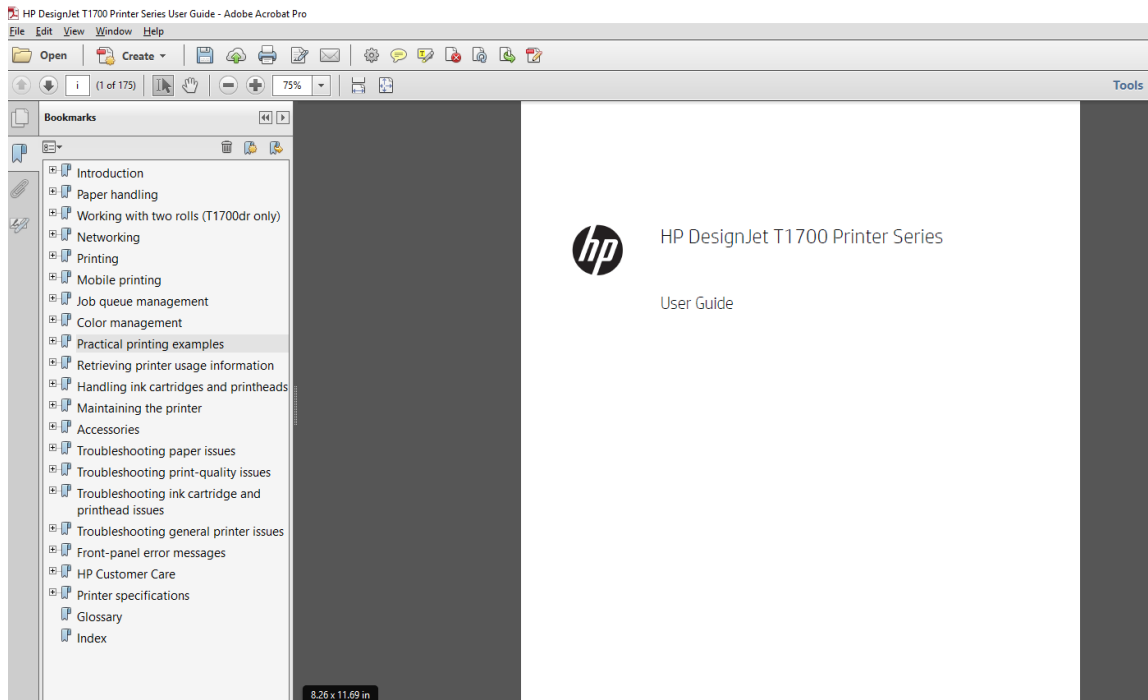 HP DesignJet T1700 Printer Series User Guide - Adobe Acrobat Pro
File Edit View Window Help
Open Create
i (1 of 175) 75% Tools
Bookmarks
Introduction
Paper handling
Working with two rolls (T1700dr only)
Networking
Printing
Mobile printing
Job queue management
Color management
Practical printing examples
Retrieving printer usage information
Handling ink cartridges and printheads
Maintaining the printer
Accessories
Troubleshooting paper issues
Troubleshooting print-quality issues
Troubleshooting ink cartridge and
printhead issues
Troubleshooting general printer issues
Front-panel error messages
HP Customer Care
Printer specifications
Glossary
Index
hp
HP DesignJet T1700 Printer Series
User Guide
8.26 x 11.69 in